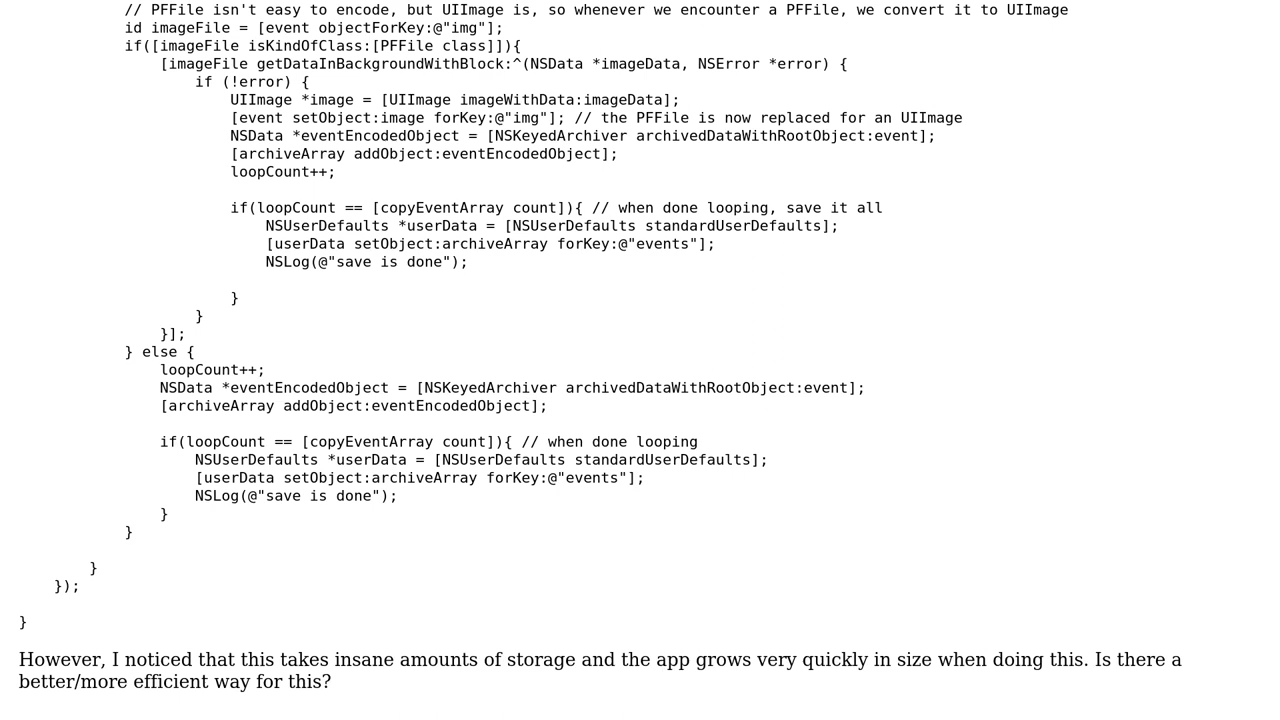 // PFFile isn't easy to encode, but UIImage is, so whenever we encounter a PFFile, we convert it to UIImage
id imageFile = [event objectForKey:@"img"];
if([imageFile isKindOfClass:[PFFile class]]){
[imageFile getDataInBackgroundWithBlock:^(NSData *imageData, NSError *error) {
if (!error) {
UIImage *image = [UIImage imageWithData:imageData];
[event setObject:image forKey:@"img"]; // the PFFile is now replaced for an UIImage
NSData *eventEncodedObject = [NSKeyedArchiver archivedDataWithRootObject:event];
[archiveArray addObject:eventEncodedObject];
loopCount++;
if(loopCount == [copyEventArray count]){ // when done looping, save it all
NSUserDefaults *userData = [NSUserDefaults standardUserDefaults];
[userData setObject:archiveArray forKey:@"events"];
NSLog(@"save is done");
}
}
}];
} else {
loopCount++;
NSData *eventEncodedObject = [NSKeyedArchiver archivedDataWithRootObject:event];
[archiveArray addObject:eventEncodedObject];
if(loopCount == [copyEventArray count]){ // when done looping
NSUserDefaults *userData = [NSUserDefaults standardUserDefaults];
[userData setObject:archiveArray forKey:@"events"];
NSLog(@"save is done");
}
}
}
});
}
However, I noticed that this takes insane amounts of storage and the app grows very quickly in size when doing this. Is there a
better/more efficient way for this?